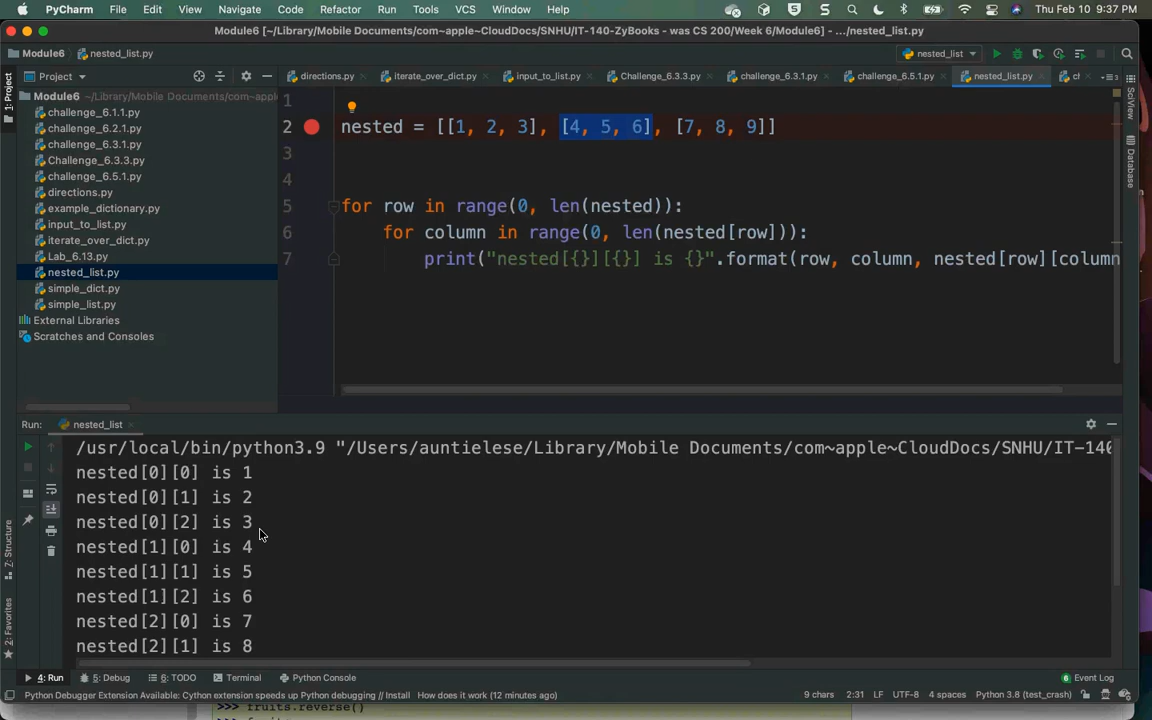 PyCharm File Edit View Navigate Code Refactor Run Tools VCS Window Help Thu Feb 10 9:37 PM
Module6 [~/Library/Mobile Documents/com~apple~CloudDocs/SNHU/IT-140-ZyBooks - was CS 200/Week 6/Module6] - .../nested_list.py
Module6 nested_list.py nested_list
Project directions.py iterate_over_dict.py input_to_list.py Challenge_6.3.3.py challenge_6.3.1.py challenge_6.5.1.py nested_list.py ch
1: Project
SciView
Database
Module6 ~/Library/Mobile Documents/com~appl
challenge_6.1.1.py
challenge_6.2.1.py
challenge_6.3.1.py
Challenge_6.3.3.py
challenge_6.5.1.py
directions.py
example_dictionary.py
input_to_list.py
iterate_over_dict.py
Lab_6.13.py
nested_list.py
simple_dict.py
simple_list.py
External Libraries
Scratches and Consoles
1
2 nested = [[1, 2, 3], [4, 5, 6], [7, 8, 9]]
3
4
5 for row in range(0, len(nested)):
6 for column in range(0, len(nested[row])):
7 print("nested[{}][{}] is {}".format(row, column, nested[row][column
Run: nested_list
/usr/local/bin/python3.9 "/Users/auntielese/Library/Mobile Documents/com~apple~CloudDocs/SNHU/IT-140
nested[0][0] is 1
nested[0][1] is 2
nested[0][2] is 3
nested[1][0] is 4
nested[1][1] is 5
nested[1][2] is 6
nested[2][0] is 7
nested[2][1] is 8
7: Structure
2: Favorites
4: Run 5: Debug 6: TODO Terminal Python Console 6 Event Log
Python Debugger Extension Available: Cython extension speeds up Python debugging // Install How does it work (12 minutes ago) 9 chars 2:31 LF UTF-8 4 spaces Python 3.8 (test_crash)
>>> fruits.reverse()